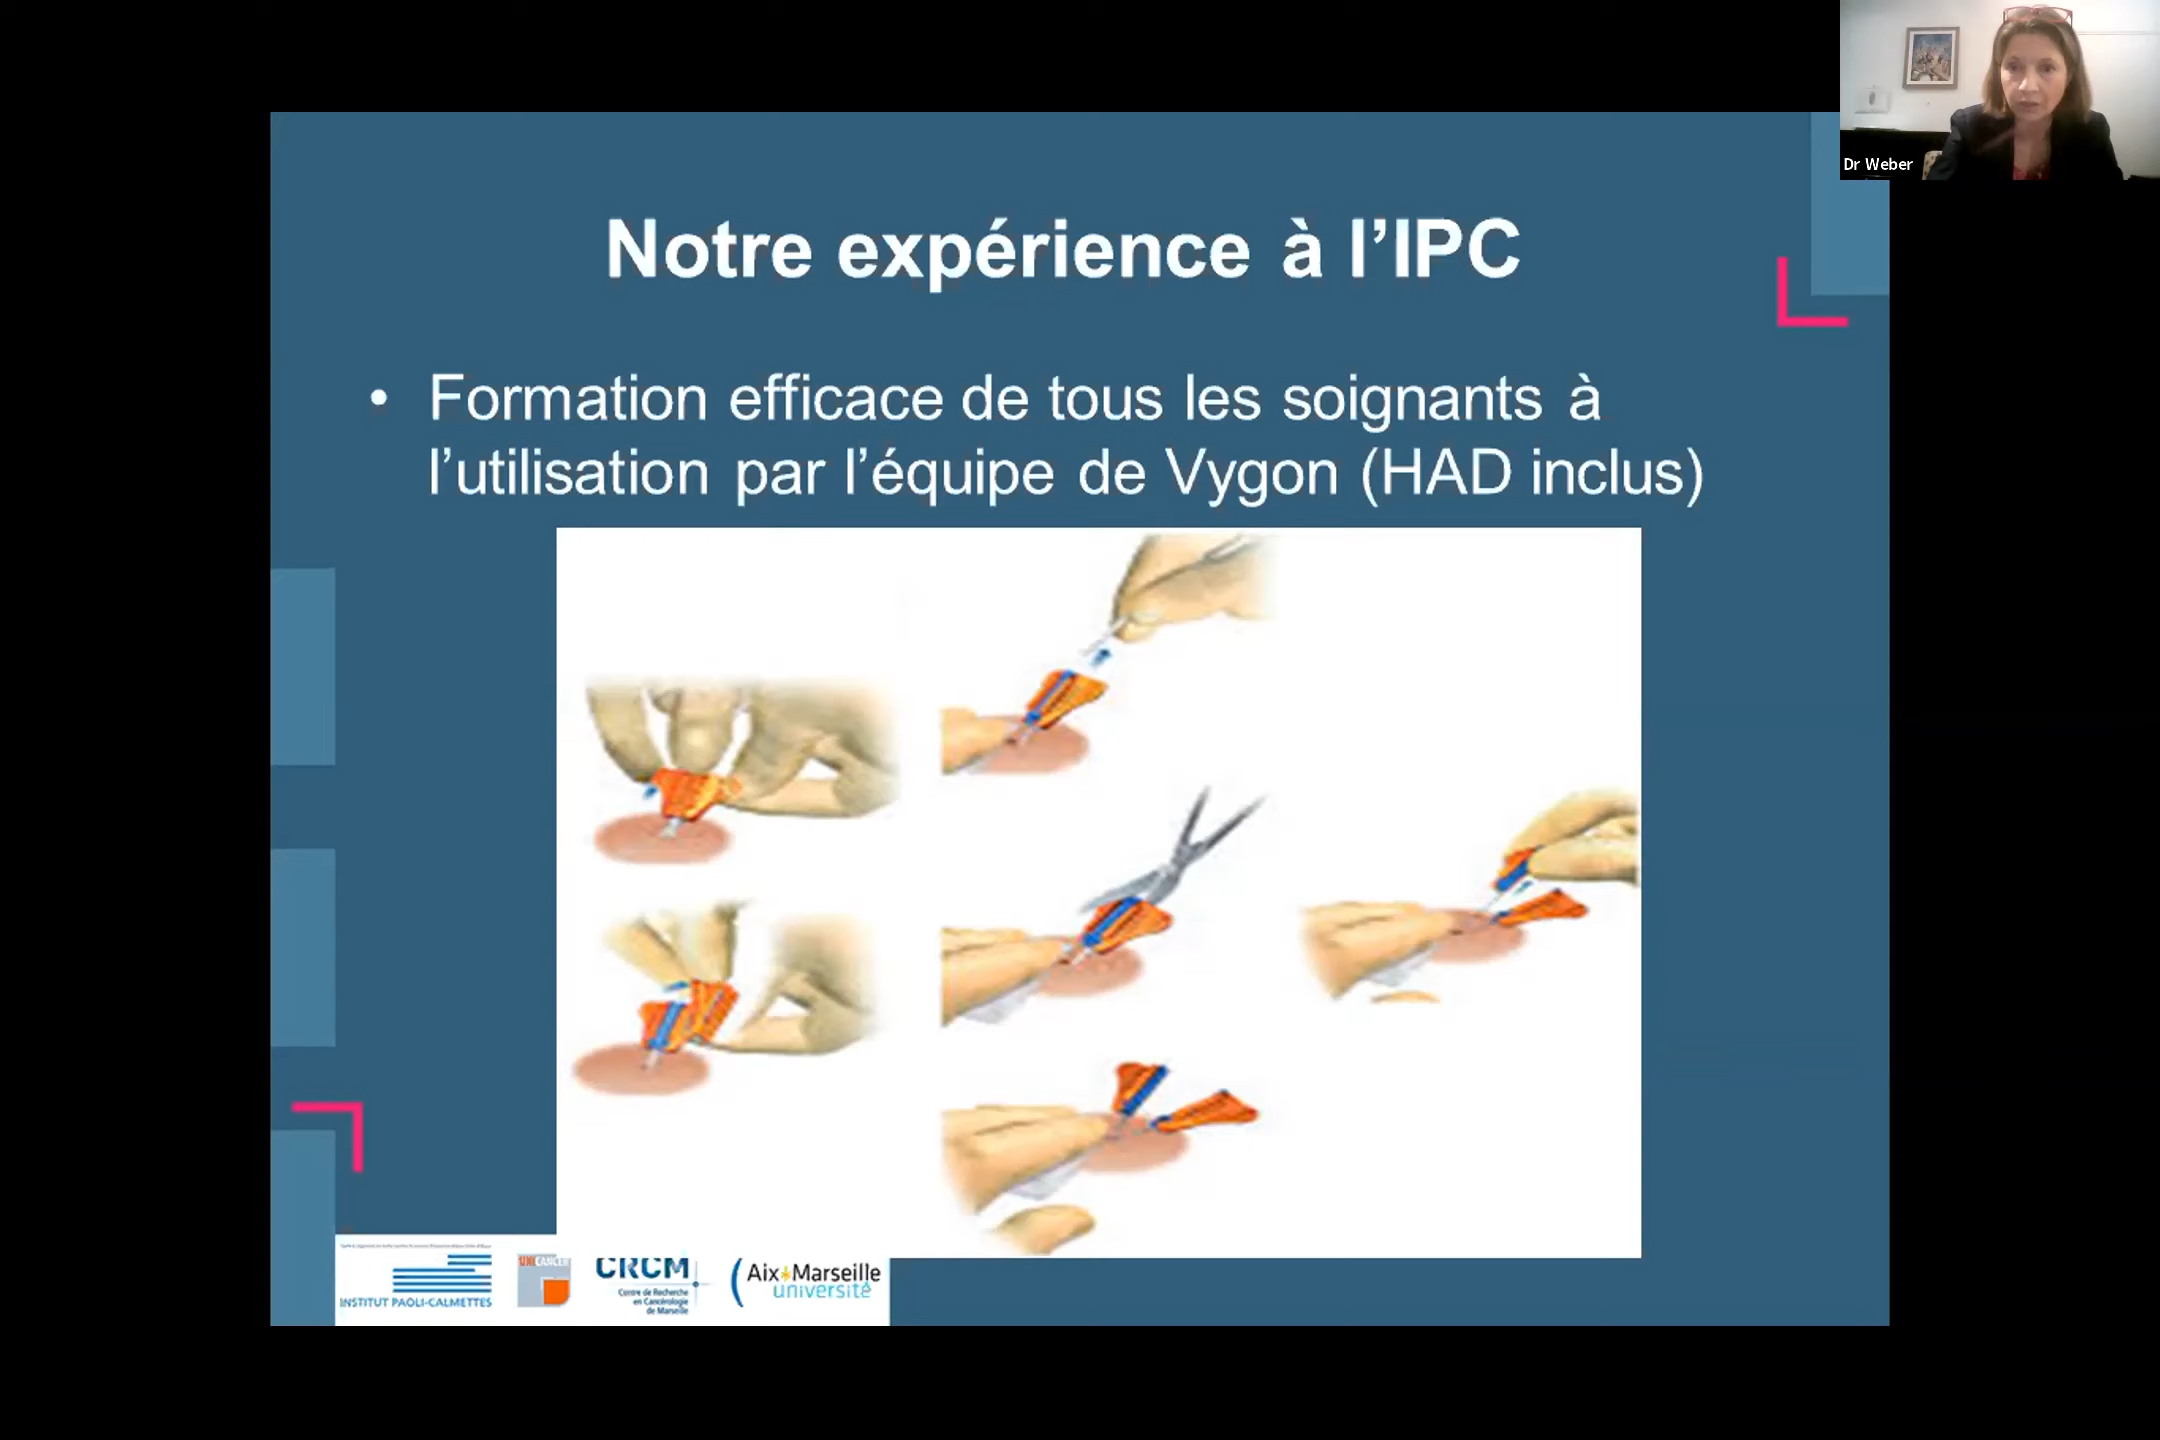 Dr Weber
Notre expérience à l’IPC
• Formation efficace de tous les soignants à
l’utilisation par l’équipe de Vygon (HAD inclus)
INSTITUT PAOLI-CALMETTES
UNICANCER
CRCM
Centre de Recherche
en Cancérologie
de Marseille
Aix*Marseille
université